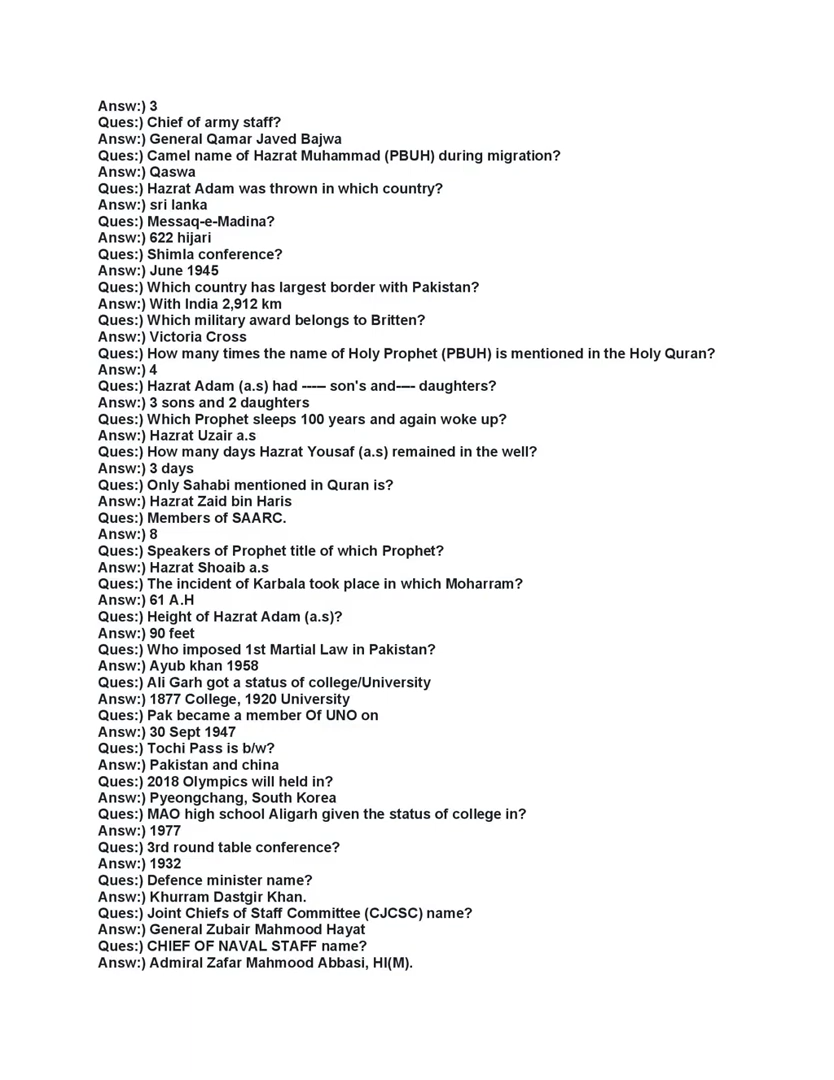 Answ:) 3
Ques:) Chief of army staff?
Answ:) General Qamar Javed Bajwa
Ques:) Camel name of Hazrat Muhammad (PBUH) during migration?
Answ:) Qaswa
Ques:) Hazrat Adam was thrown in which country?
Answ:) sri lanka
Ques:) Messaq-e-Madina?
Answ:) 622 hijari
Ques:) Shimla conference?
Answ:) June 1945
Ques:) Which country has largest border with Pakistan?
Answ:) With India 2,912 km
Ques:) Which military award belongs to Britten?
Answ:) Victoria Cross
Ques:) How many times the name of Holy Prophet (PBUH) is mentioned in the Holy Quran?
Answ:) 4
Ques:) Hazrat Adam (a.s) had ----- son's and---- daughters?
Answ:) 3 sons and 2 daughters
Ques:) Which Prophet sleeps 100 years and again woke up?
Answ:) Hazrat Uzair a.s
Ques:) How many days Hazrat Yousaf (a.s) remained in the well?
Answ:) 3 days
Ques:) Only Sahabi mentioned in Quran is?
Answ:) Hazrat Zaid bin Haris
Ques:) Members of SAARC.
Answ:) 8
Ques:) Speakers of Prophet title of which Prophet?
Answ:) Hazrat Shoaib a.s
Ques:) The incident of Karbala took place in which Moharram?
Answ:) 61 A.H
Ques:) Height of Hazrat Adam (a.s)?
Answ:) 90 feet
Ques:) Who imposed 1st Martial Law in Pakistan?
Answ:) Ayub khan 1958
Ques:) Ali Garh got a status of college/University
Answ:) 1877 College, 1920 University
Ques:) Pak became a member Of UNO on
Answ:) 30 Sept 1947
Ques:) Tochi Pass is b/w?
Answ:) Pakistan and china
Ques:) 2018 Olympics will held in?
Answ:) Pyeongchang, South Korea
Ques:) MAO high school Aligarh given the status of college in?
Answ:) 1977
Ques:) 3rd round table conference?
Answ:) 1932
Ques:) Defence minister name?
Answ:) Khurram Dastgir Khan.
Ques:) Joint Chiefs of Staff Committee (CJCSC) name?
Answ:) General Zubair Mahmood Hayat
Ques:) CHIEF OF NAVAL STAFF name?
Answ:) Admiral Zafar Mahmood Abbasi, HI(M).